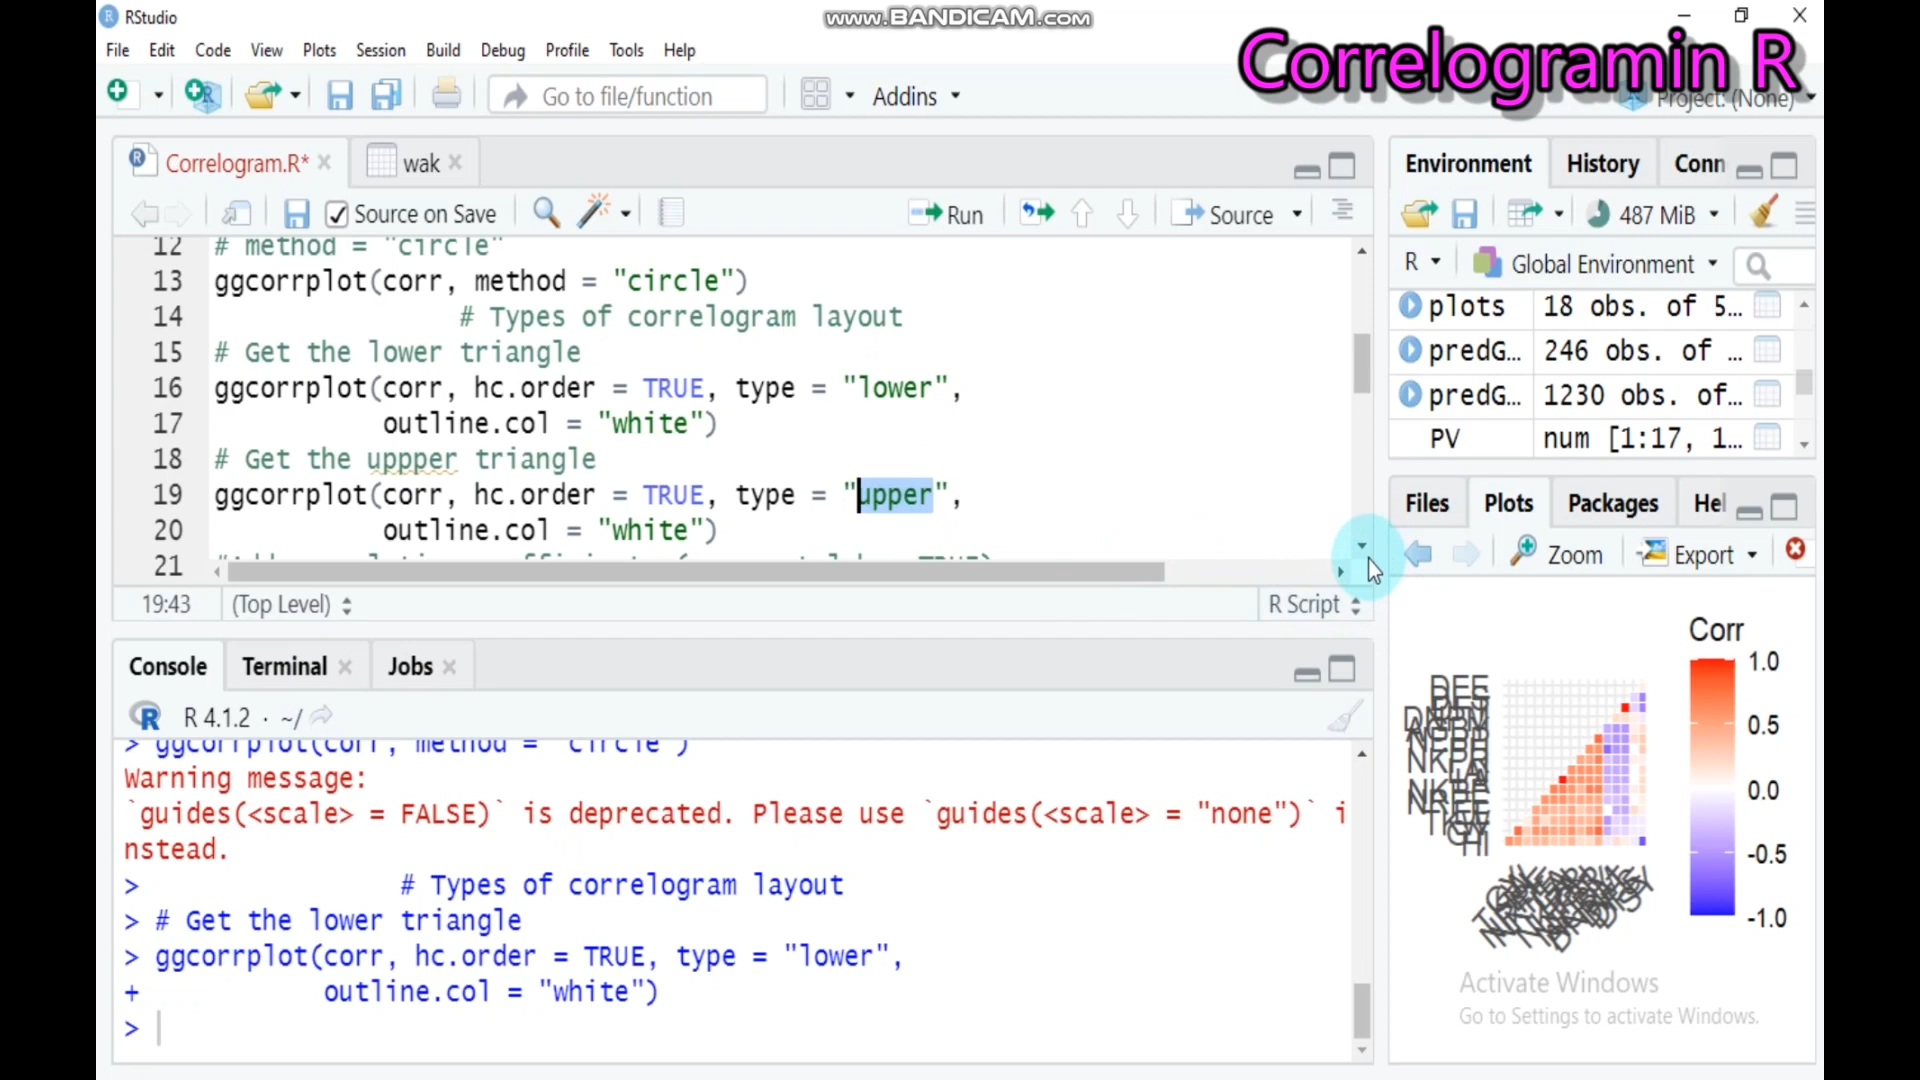 RStudio
www.BANDICAM.com
File Edit Code View Plots Session Build Debug Profile Tools Help
Correlogramin R
Go to file/function
Addins
Project: (None)
Correlogram.R*
wak
Source on Save
Run
Source
12 # method = "circle"
13 ggcorrplot(corr, method = "circle")
14 # Types of correlogram layout
15 # Get the lower triangle
16 ggcorrplot(corr, hc.order = TRUE, type = "lower",
17 outline.col = "white")
18 # Get the uppper triangle
19 ggcorrplot(corr, hc.order = TRUE, type = "upper",
20 outline.col = "white")
21
19:43 (Top Level) R Script
Console Terminal Jobs
R 4.1.2 · ~/
> ggcorrplot(corr, method = "circle")
Warning message:
`guides(<scale> = FALSE)` is deprecated. Please use `guides(<scale> = "none")` i
nstead.
> # Types of correlogram layout
> # Get the lower triangle
> ggcorrplot(corr, hc.order = TRUE, type = "lower",
+ outline.col = "white")
>
Environment History Conn
487 MiB
R Global Environment
plots 18 obs. of 5...
predG... 246 obs. of ...
predG... 1230 obs. of...
PV num [1:17, 1...
Files Plots Packages Hel
Zoom Export
Corr
1.0
0.5
0.0
-0.5
-1.0
Activate Windows
Go to Settings to activate Windows.